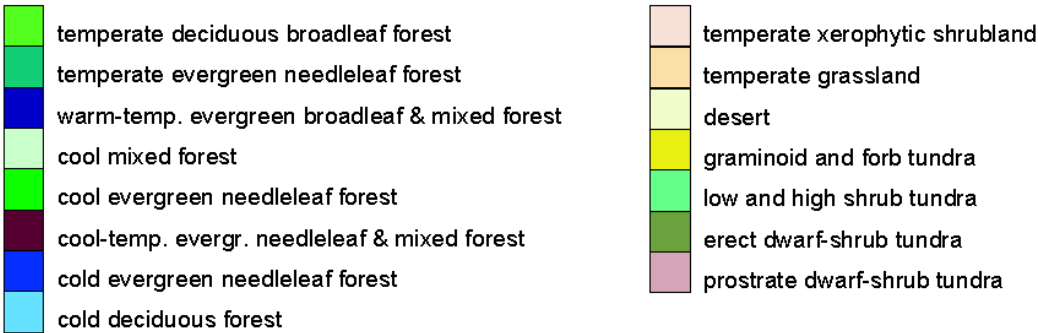 temperate deciduous broadleaf forest
temperate evergreen needleleaf forest
warm-temp. evergreen broadleaf & mixed forest
cool mixed forest
cool evergreen needleleaf forest
cool-temp. evergr. needleleaf & mixed forest
cold evergreen needleleaf forest
cold deciduous forest
temperate xerophytic shrubland
temperate grassland
desert
graminoid and forb tundra
low and high shrub tundra
erect dwarf-shrub tundra
prostrate dwarf-shrub tundra